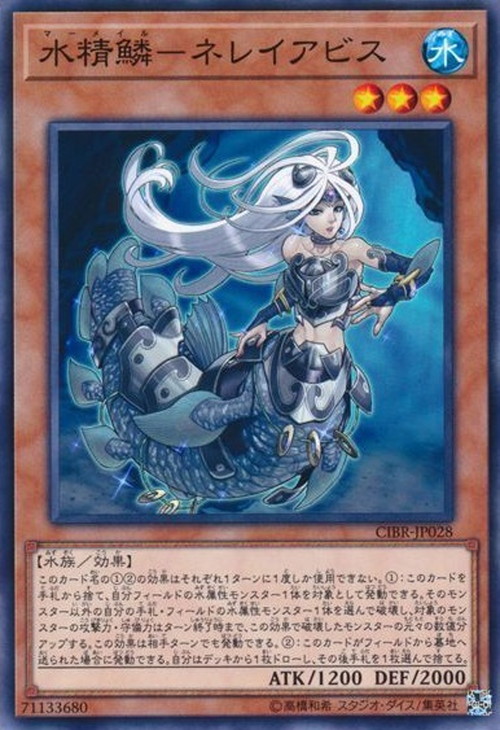 マーメイル
水精鱗－ネレイアビス
水
CIBR-JP028
【水族／効果】
このカード名の①②の効果はそれぞれ１ターンに１度しか使用できない。①：このカードを
手札から捨て、自分フィールドの水属性モンスター１体を対象として発動できる。そのモン
スター以外の自分の手札・フィールドの水属性モンスター１体を選んで破壊し、対象のモン
スターの攻撃力・守備力はターン終了時まで、この効果で破壊したモンスターの元々の数値分
アップする。この効果は相手ターンでも発動できる。②：このカードがフィールドから墓地へ
送られた場合に発動できる。自分はデッキから１枚ドローし、その後手札を１枚選んで捨てる。
ATK/1200 DEF/2000
71133680 ©高橋和希 スタジオ・ダイス/集英社